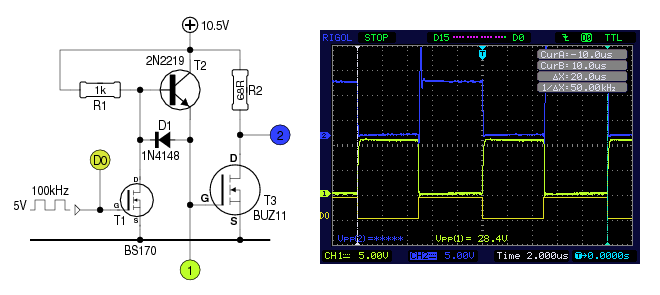 10.5V
2N2219
T2
1k
R1
68R
R2
D1
1N4148
2
D0
100kHz
5V
D
G
S
T1
BS170
D
G
S
T3
BUZ11
1
RIGOL STOP D15 D0 D0 TTL
CurA=-10.0us
CurB= 10.0us
ΔX= 20.0us
1/ΔX= 50.00kHz
T
2
1
D0
Vpp(2)=***** Vpp(1)= 28.4V
CH1 5.00V CH2 5.00V Time 2.000us T→0.0000s